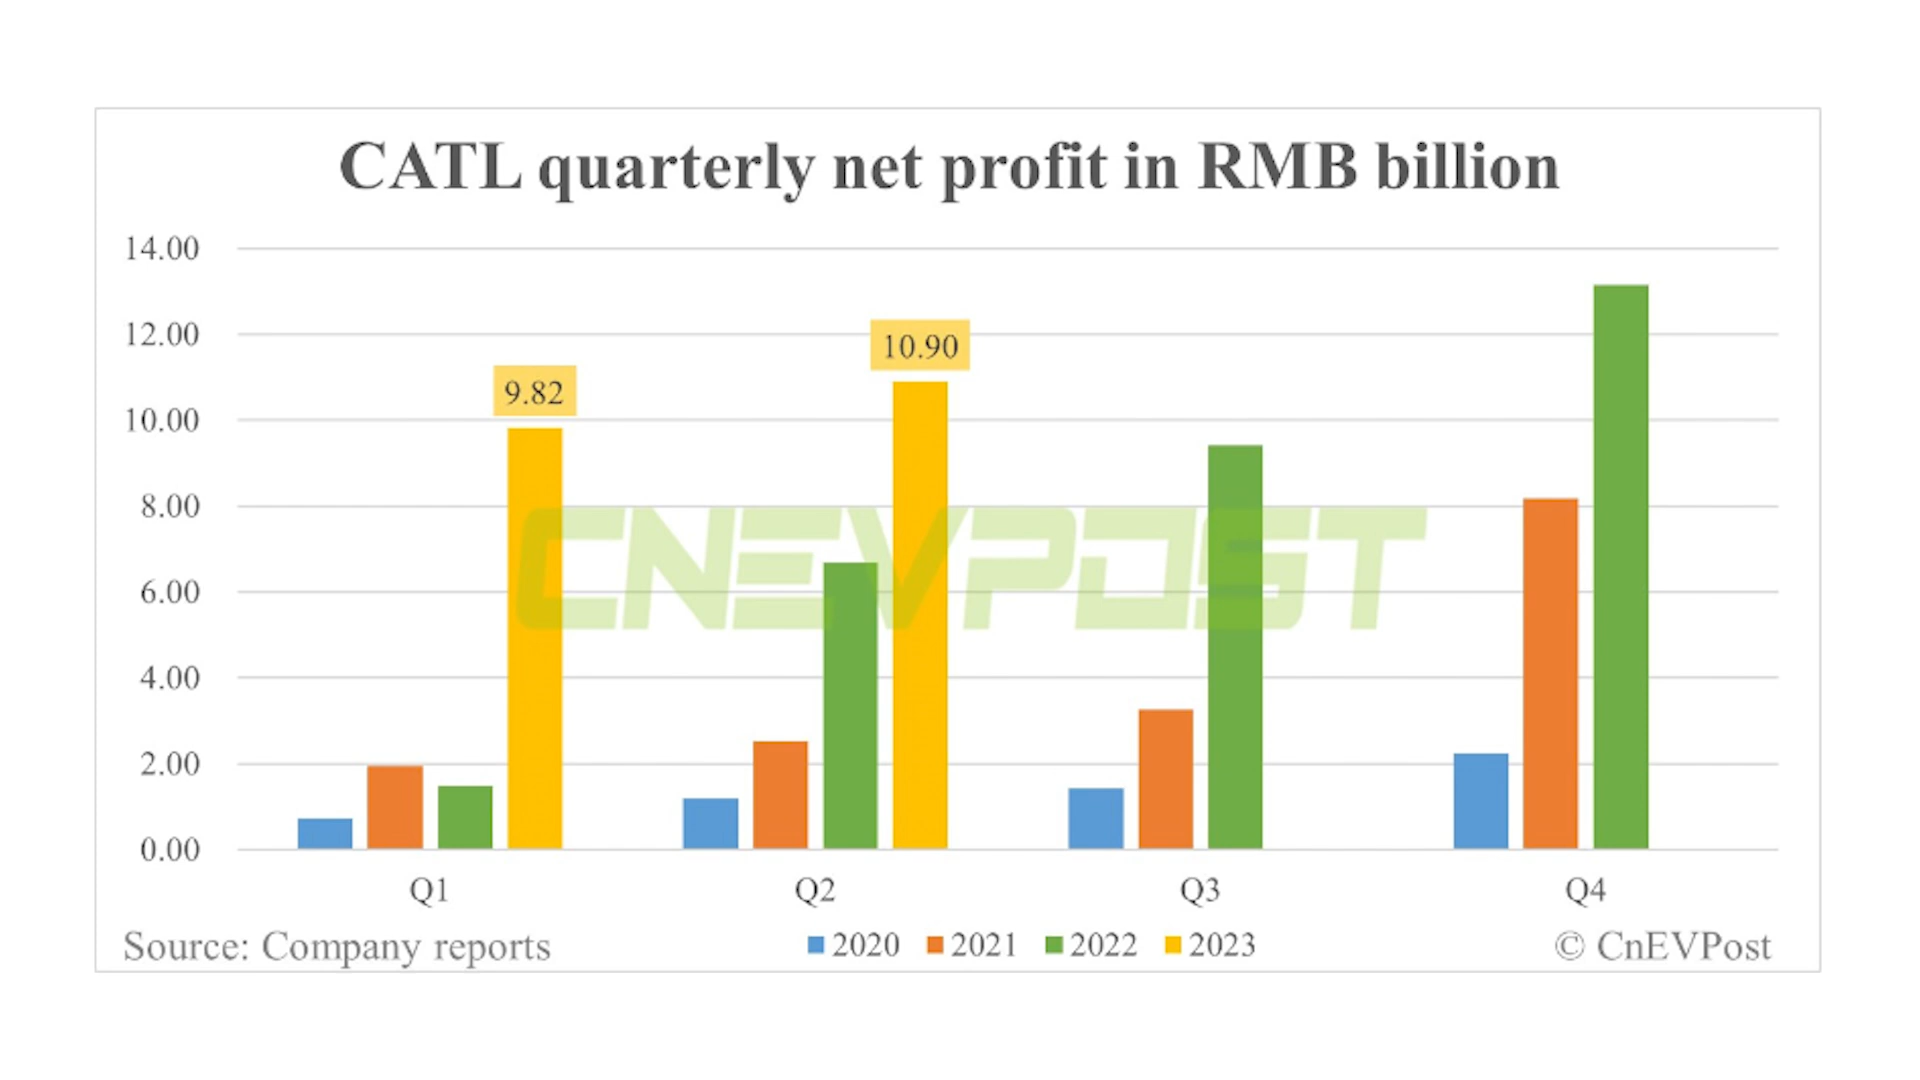 CATL quarterly net profit in RMB billion
14.00
12.00
10.00
8.00
6.00
4.00
2.00
0.00
9.82
10.90
CNEVPOST
Q1 Q2 Q3 Q4
Source: Company reports
2020 2021 2022 2023
© CnEVPost